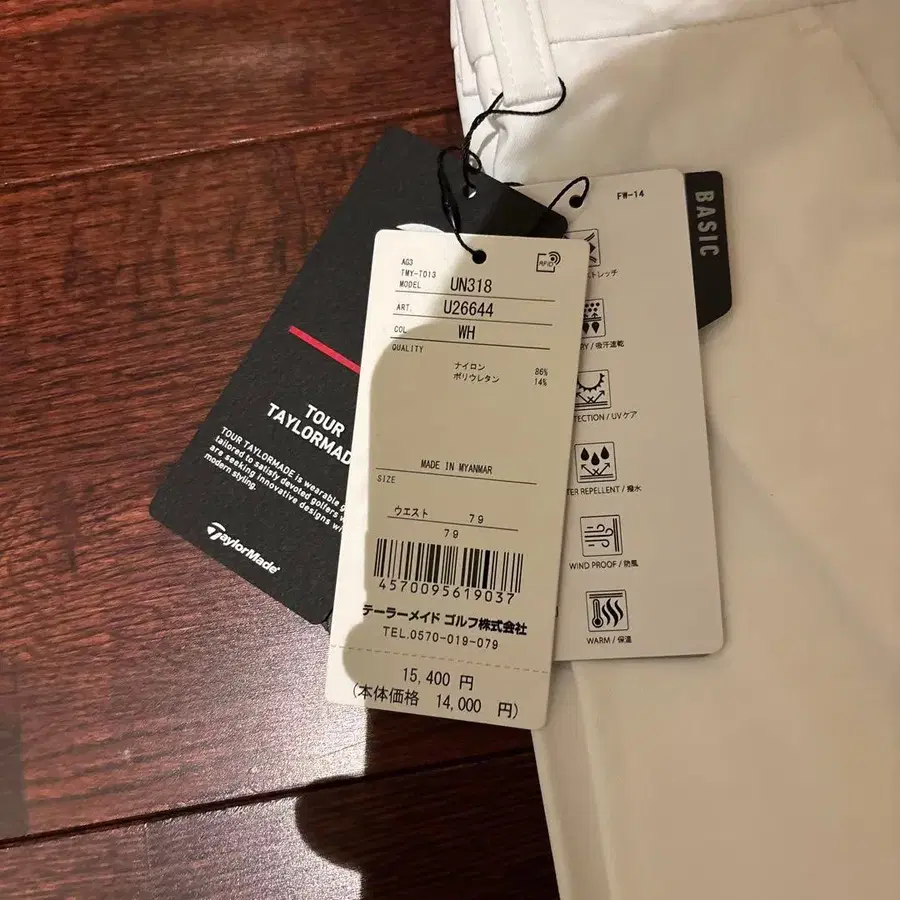 AG3
TMY-T013
MODEL UN318
ART. U26644
COL WH
QUALITY
ナイロン 86%
ポリウレタン 14%
MADE IN MYANMAR
SIZE
ウエスト 79
79
4570095619037
テーラーメイド ゴルフ株式会社
TEL.0570-019-079
15,400 円
(本体価格 14,000 円)
RFID
TOUR
TAYLORMAD
TOUR TAYLORMADE is wearable
tailored to satisfy devoted golfers
are seeking innovative designs
modern styling.
TaylorMade
FW-14
BASIC
トレッチ
RY / 吸汗速乾
TECTION / UVケア
TER REPELLENT / 撥水
WIND PROOF / 防風
WARM / 保温